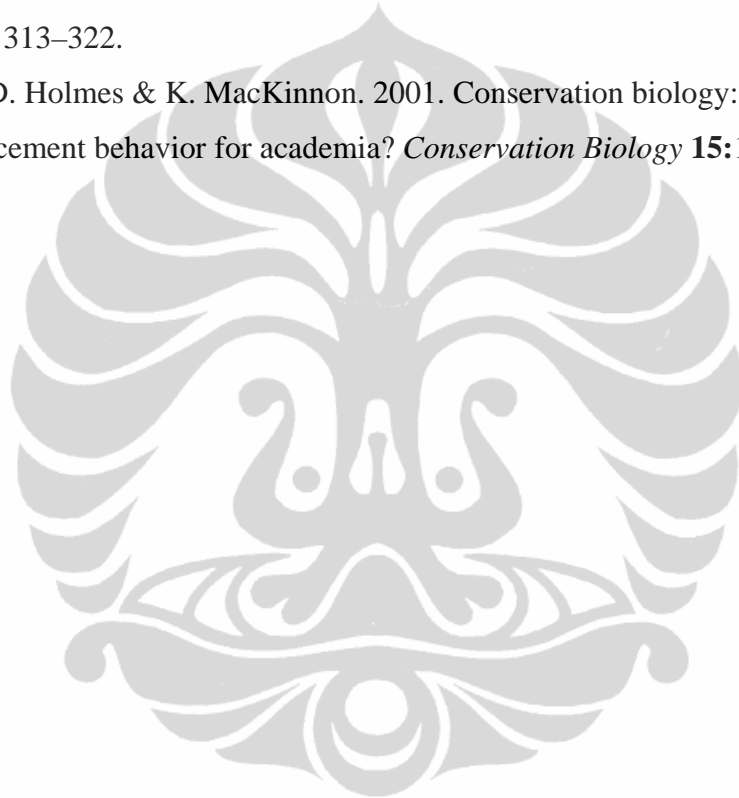 313–322.
D. Holmes & K. MacKinnon. 2001. Conservation biology:
cement behavior for academia? Conservation Biology 15: